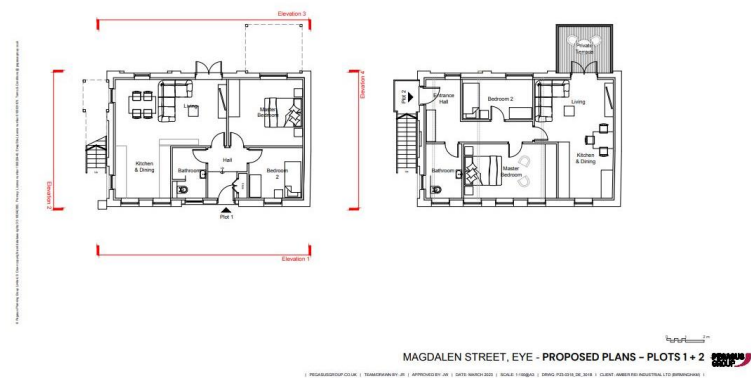 Elevation 3
Elevation 2
Elevation 4
Living
Master
Bedroom
Kitchen
& Dining
Bathroom
Hall
Bedroom
2
Plot 1
Elevation 1
Private
Terrace
Plot 2
Entrance
Hall
Bedroom 2
Living
Bathroom
Master
Bedroom
Kitchen
& Dining
MAGDALEN STREET, EYE - PROPOSED PLANS – PLOTS 1 + 2
PEGASUS
GROUP
| PEGASUSGROUP.CO.UK | TEAM/DRAWN BY: JR | APPROVED BY: JW | DATE: MARCH 2023 | SCALE: 1:100@A3 | CLIENT: AMBER REI INDUSTRIAL LTD (BIRMINGHAM) |